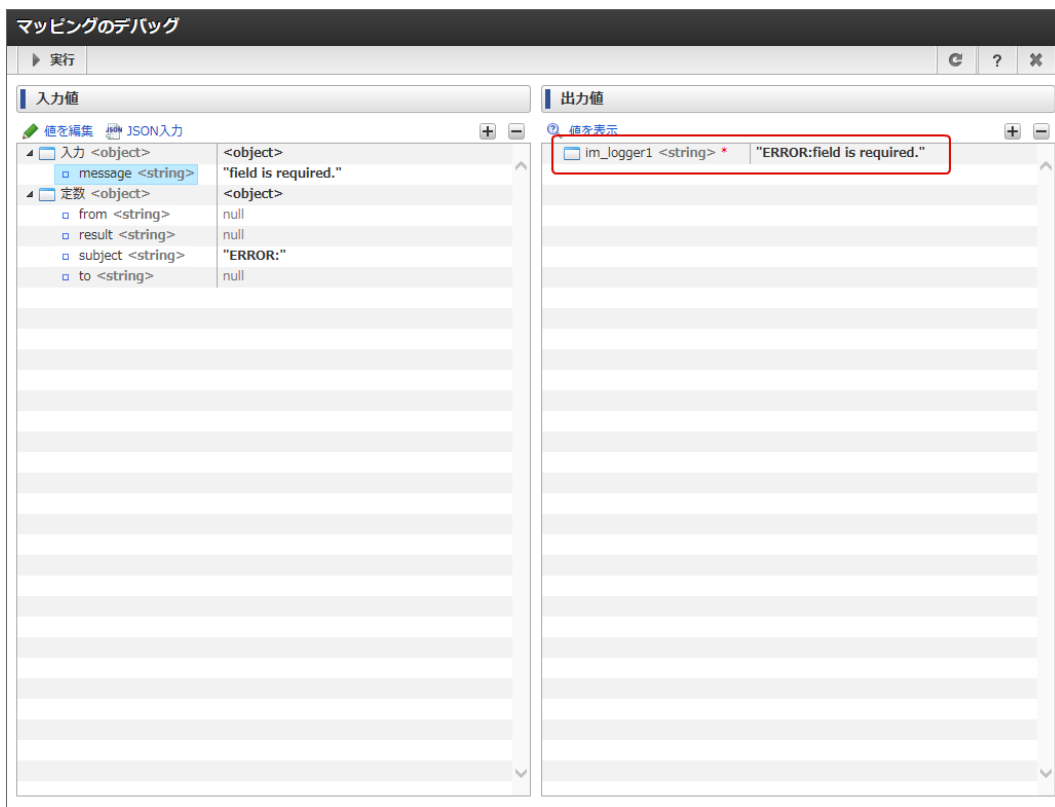 マッピングのデバッグ
実行
?
入力値
値を編集 JSON JSON入力
入力 <object> <object>
message <string> "field is required."
定数 <object> <object>
from <string> null
result <string> null
subject <string> "ERROR:"
to <string> null
出力値
値を表示
im_logger1 <string> * "ERROR:field is required."